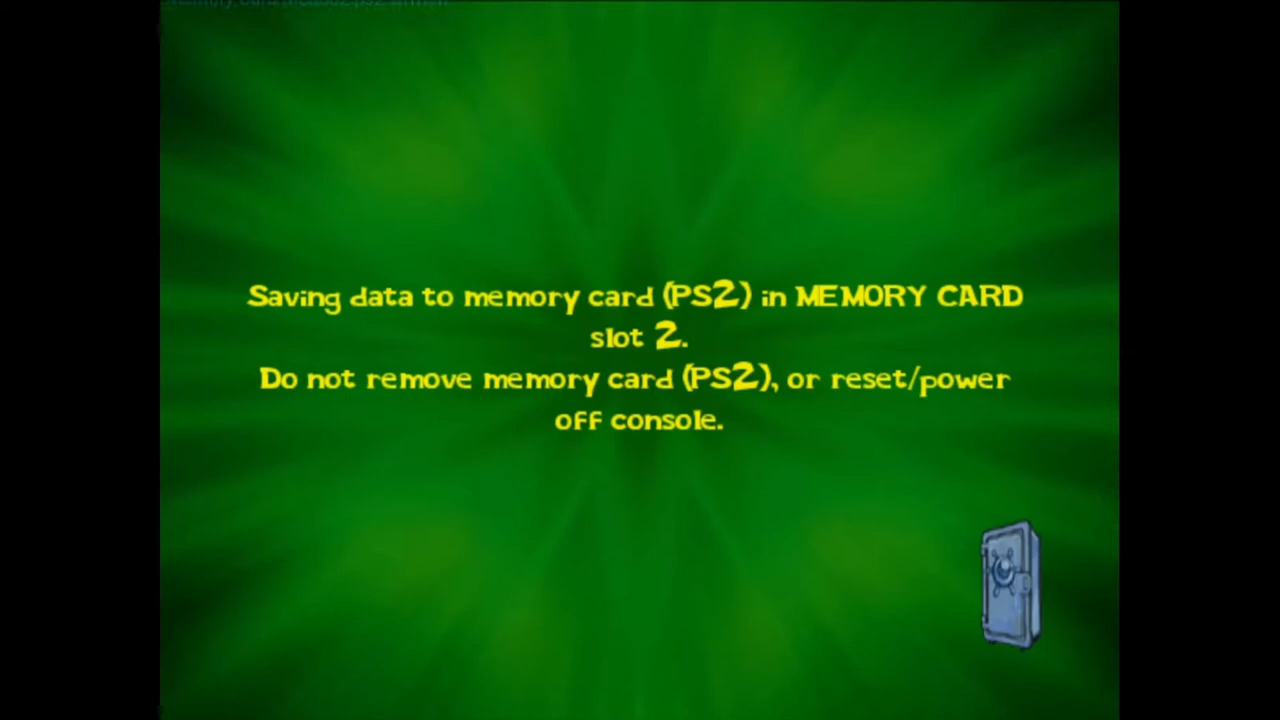 Saving data to memory card (PS2) in MEMORY CARD
slot 2.
Do not remove memory card (PS2), or reset/power
off console.